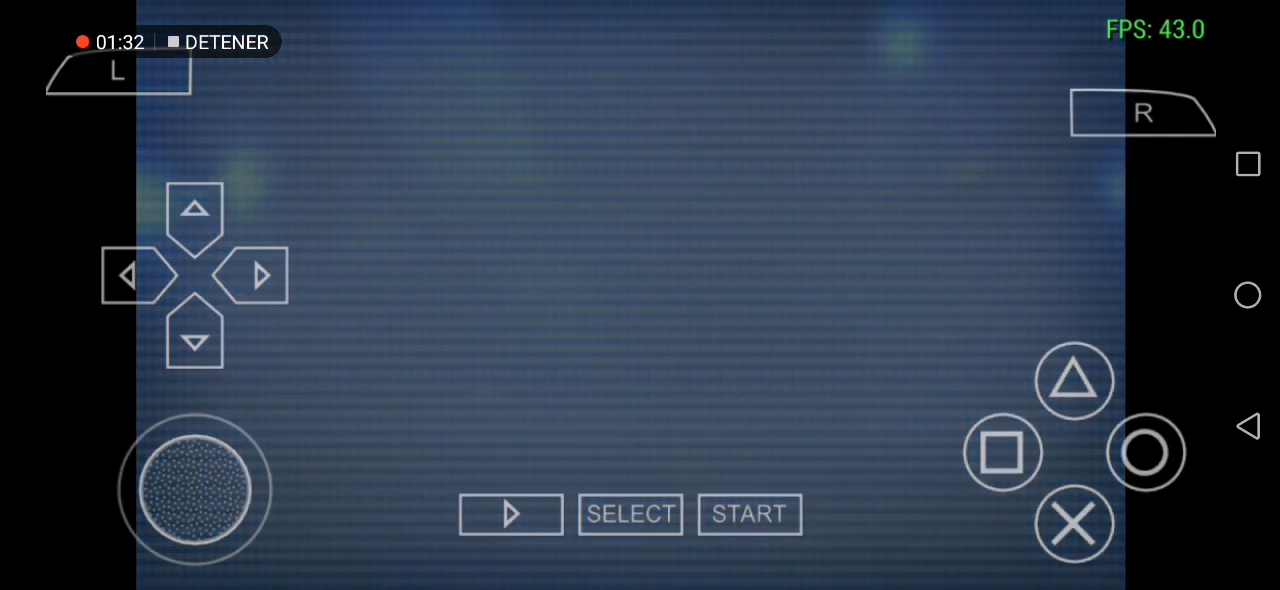 01:32 DETENER
FPS: 43.0
L
R
SELECT START